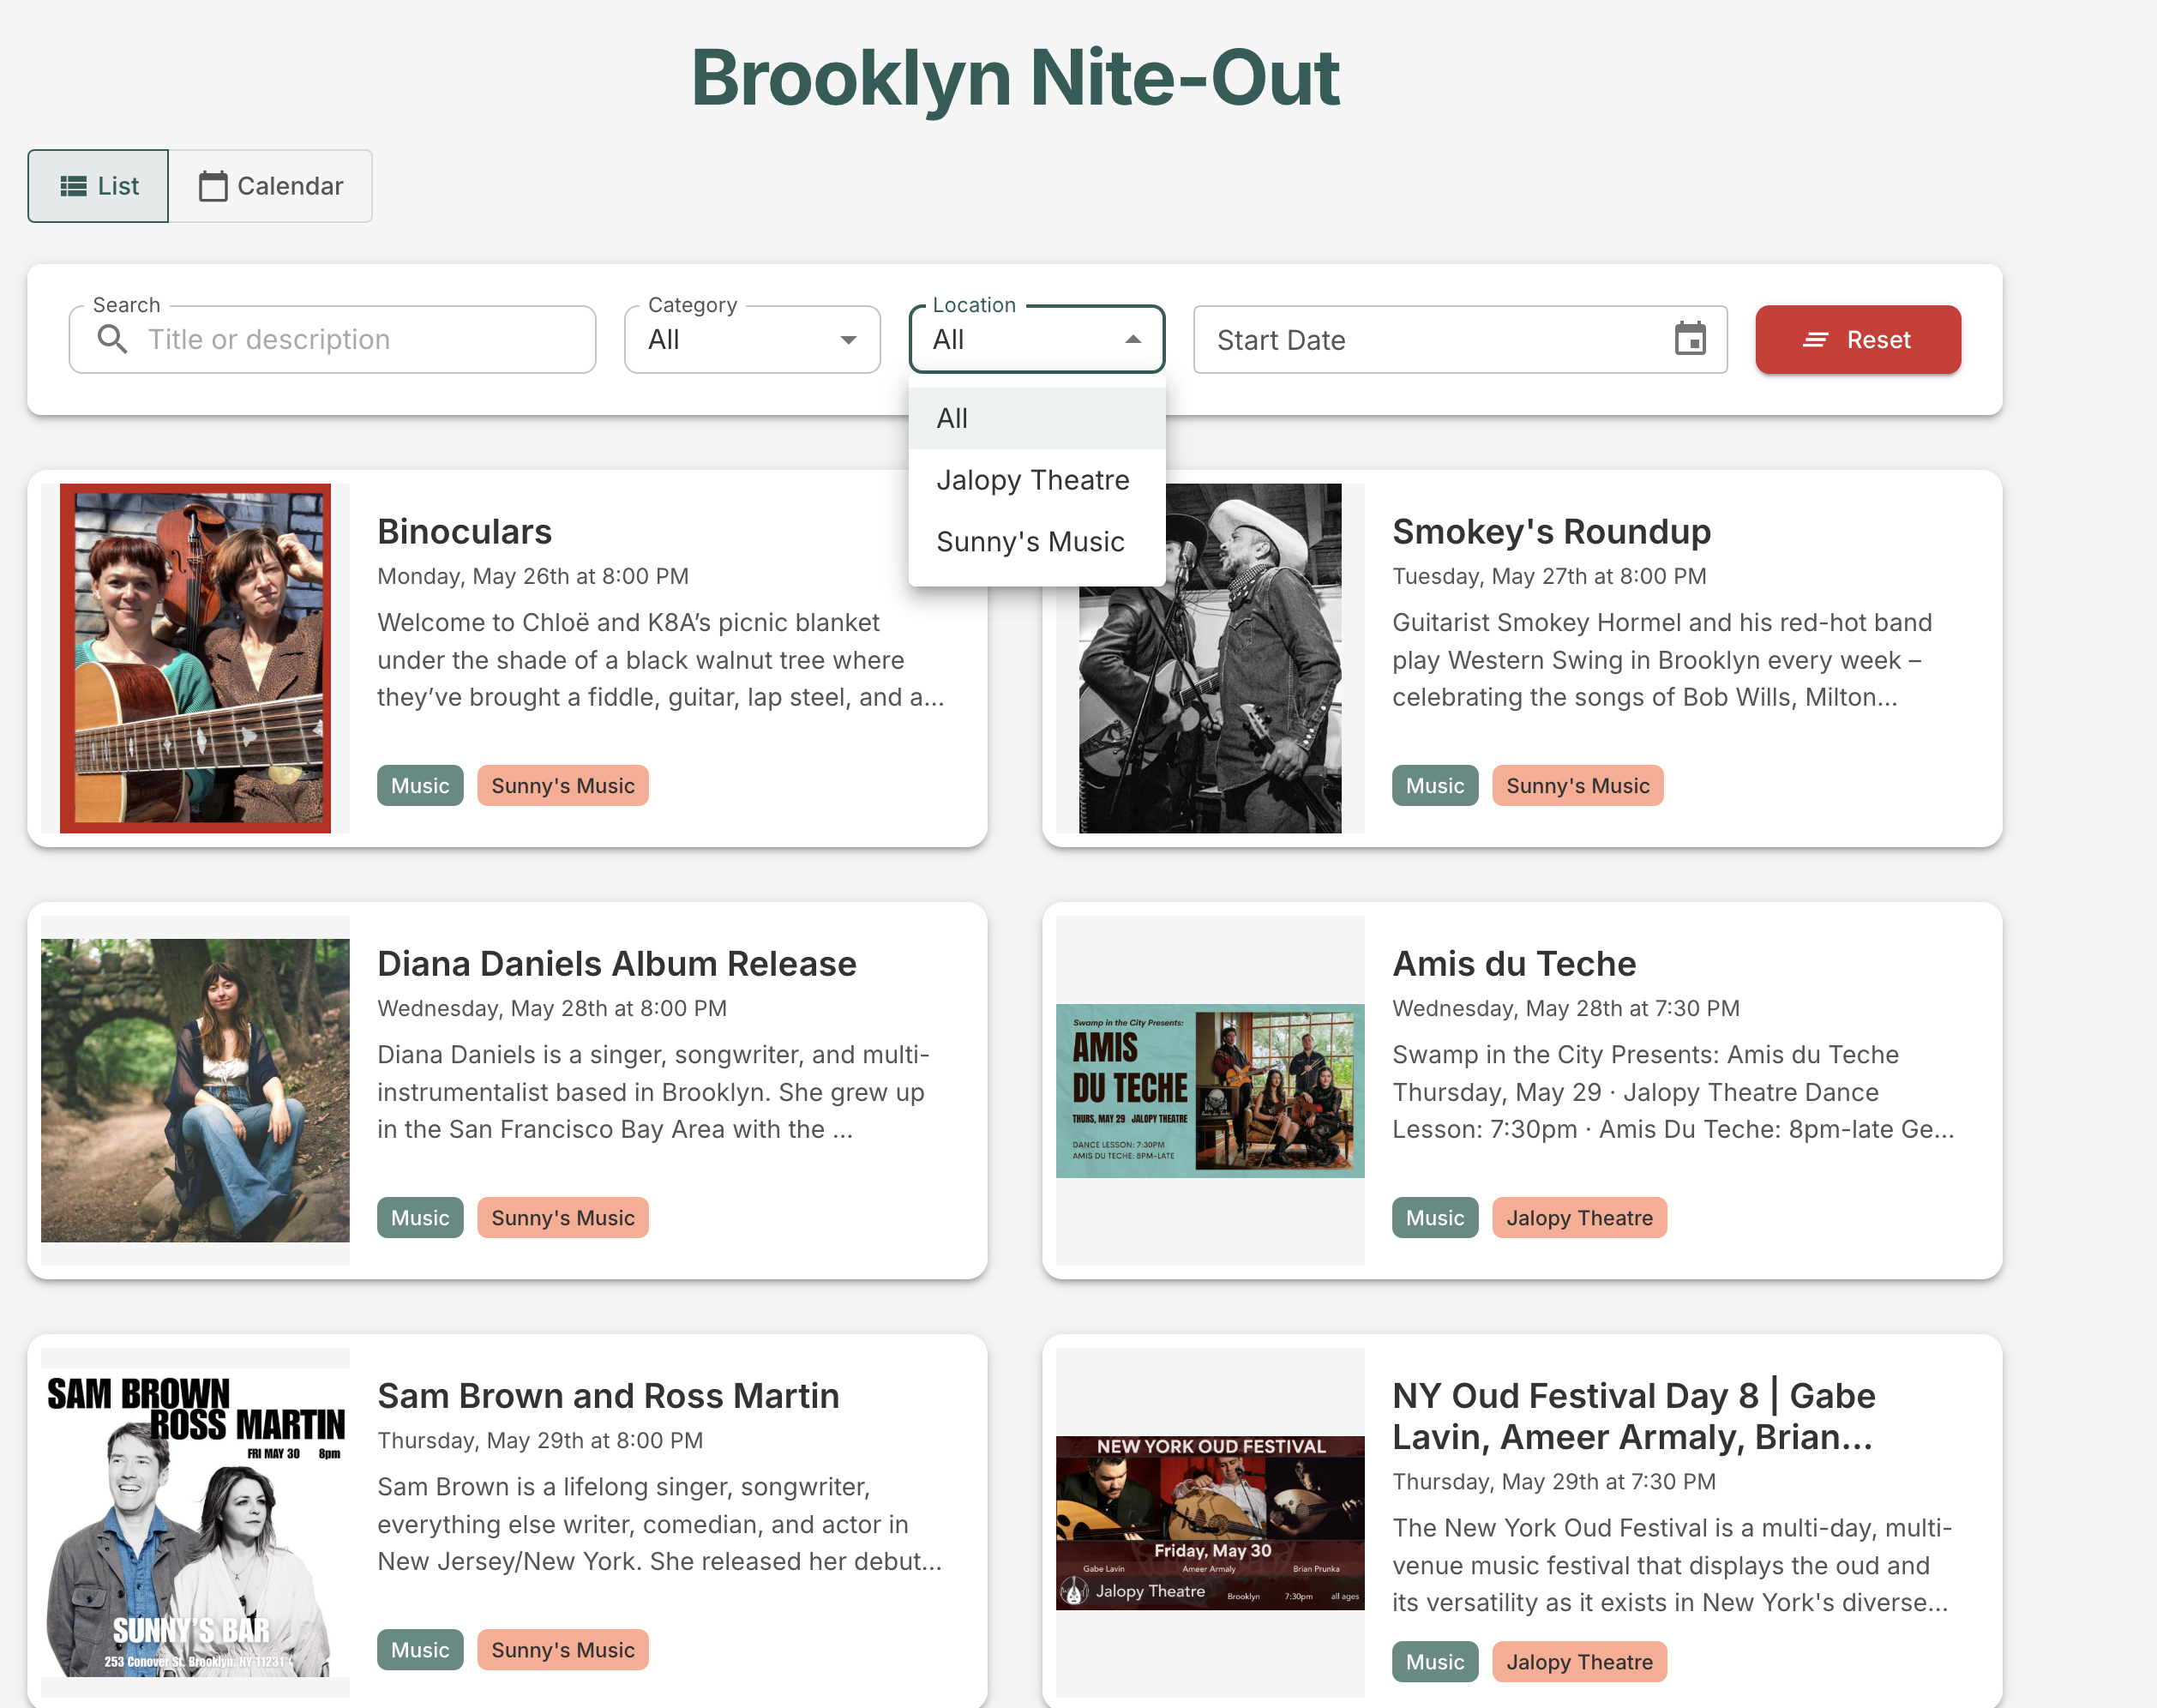 Brooklyn Nite-Out
List
Calendar
Search
Title or description
Category
All
Location
All
Start Date
Reset
All
Jalopy Theatre
Sunny's Music
Binoculars
Monday, May 26th at 8:00 PM
Welcome to Chloë and K8A’s picnic blanket
under the shade of a black walnut tree where
they’ve brought a fiddle, guitar, lap steel, and a...
Music
Sunny's Music
Smokey's Roundup
Tuesday, May 27th at 8:00 PM
Guitarist Smokey Hormel and his red-hot band
play Western Swing in Brooklyn every week –
celebrating the songs of Bob Wills, Milton...
Music
Sunny's Music
Diana Daniels Album Release
Wednesday, May 28th at 8:00 PM
Diana Daniels is a singer, songwriter, and multi-
instrumentalist based in Brooklyn. She grew up
in the San Francisco Bay Area with the ...
Music
Sunny's Music
Swamp in the City Presents:
AMIS
DU TECHE
THURS, MAY 29 JALOPY THEATRE
DANCE LESSON: 7:30PM
AMIS DU TECHE: 8PM-LATE
Amis du Teche
Wednesday, May 28th at 7:30 PM
Swamp in the City Presents: Amis du Teche
Thursday, May 29 · Jalopy Theatre Dance
Lesson: 7:30pm · Amis Du Teche: 8pm-late Ge...
Music
Jalopy Theatre
SAM BROWN
ROSS MARTIN
FRI MAY 30 8pm
SUNNY'S BAR
253 Conover St. Brooklyn, NY 11231
Sam Brown and Ross Martin
Thursday, May 29th at 8:00 PM
Sam Brown is a lifelong singer, songwriter,
everything else writer, comedian, and actor in
New Jersey/New York. She released her debut...
Music
Sunny's Music
NEW YORK OUD FESTIVAL
Friday, May 30
Gabe Lavin Ameer Armaly Brian Prunka
Jalopy Theatre Brooklyn 7:30pm all ages
NY Oud Festival Day 8 | Gabe
Lavin, Ameer Armaly, Brian...
Thursday, May 29th at 7:30 PM
The New York Oud Festival is a multi-day, multi-
venue music festival that displays the oud and
its versatility as it exists in New York's diverse...
Music
Jalopy Theatre